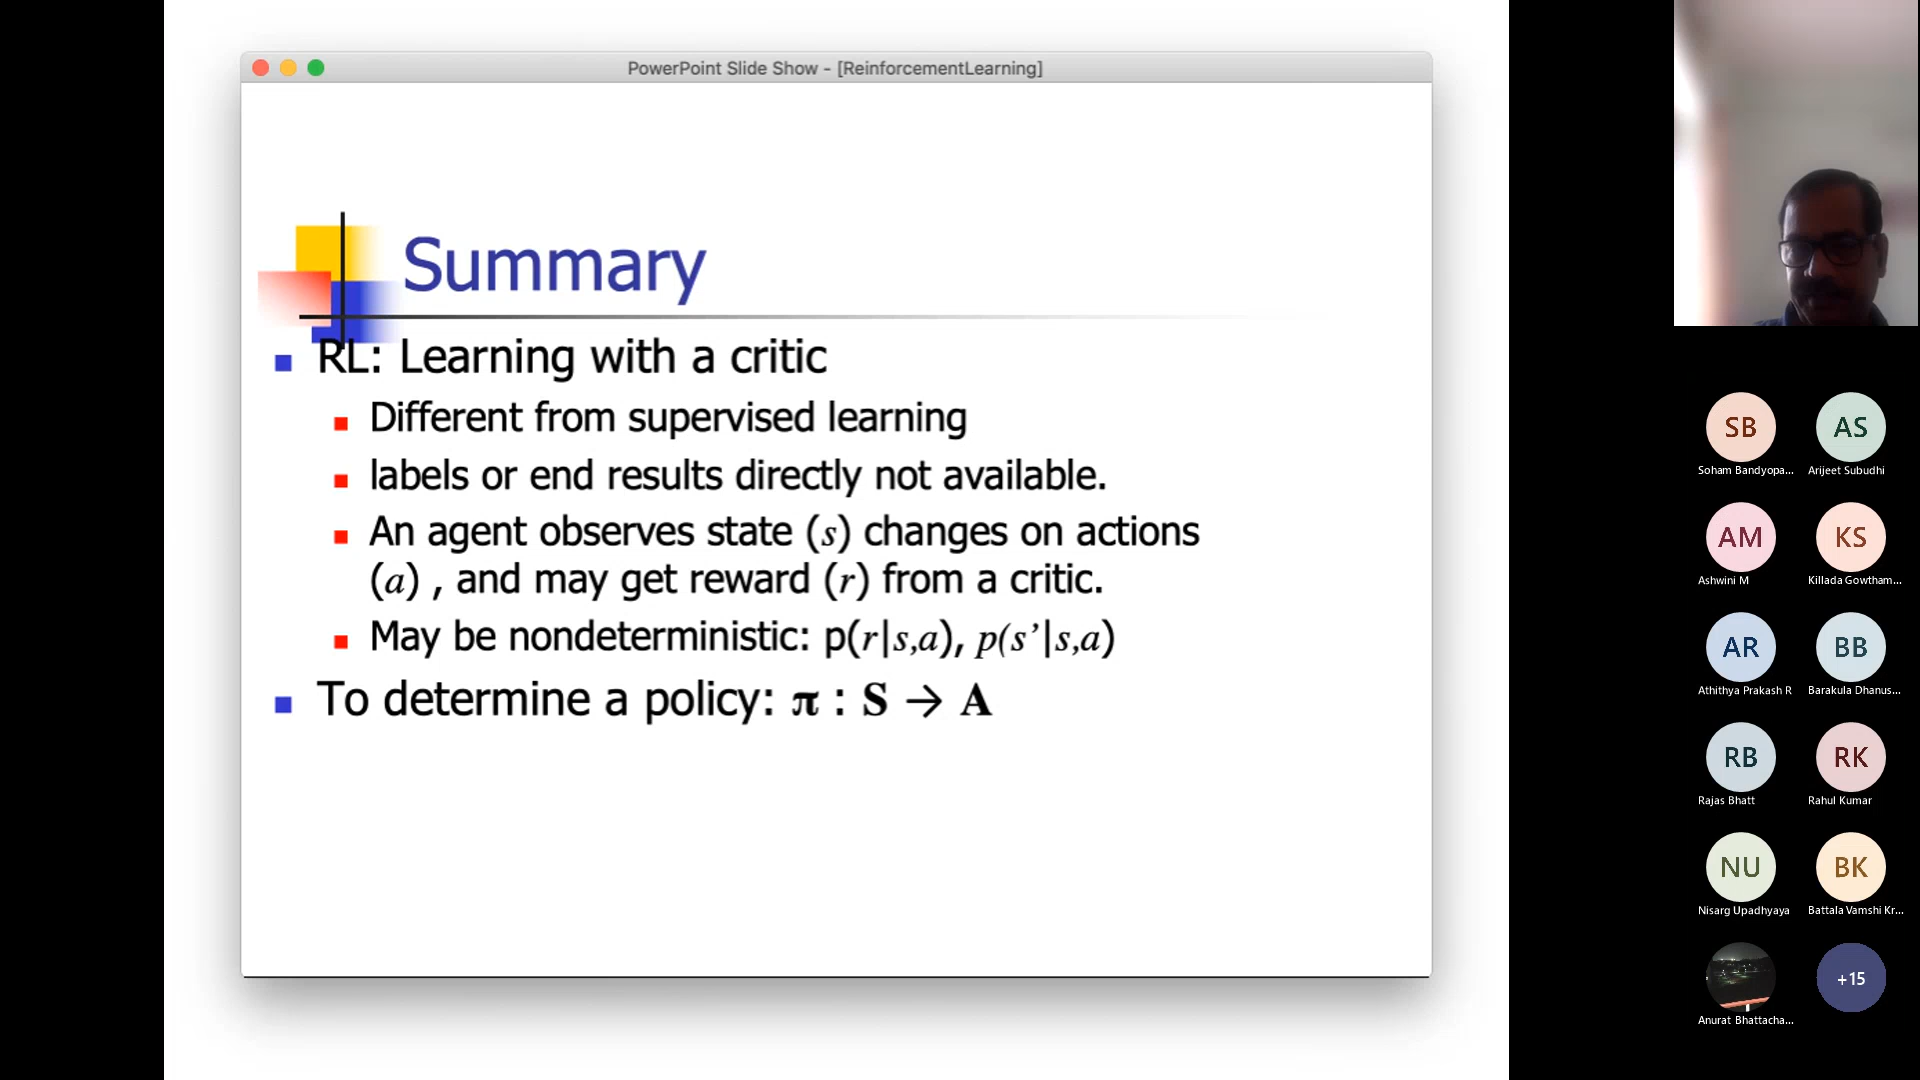 PowerPoint Slide Show - [ReinforcementLearning]
Summary
RL: Learning with a critic
Different from supervised learning
labels or end results directly not available.
An agent observes state (s) changes on actions
(a) , and may get reward (r) from a critic.
May be nondeterministic: p(r|s,a), p(s’|s,a)
To determine a policy: π : S → A
SB
AS
Soham Bandyopa...
Arijeet Subudhi
AM
KS
Ashwini M
Killada Gowtham...
AR
BB
Athithya Prakash R
Barakula Dhanus...
RB
RK
Rajas Bhatt
Rahul Kumar
NU
BK
Nisarg Upadhyaya
Battala Vamshi Kr...
+15
Anurat Bhattacha...